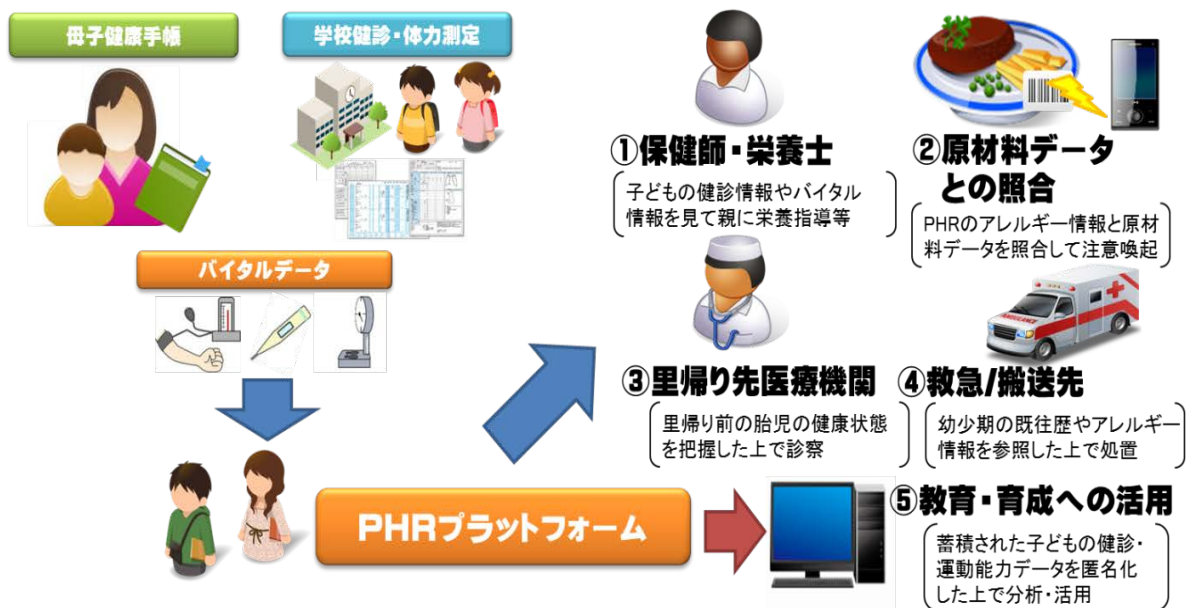 母子健康手帳
学校健診・体力測定
バイタルデータ
PHRプラットフォーム
①保健師・栄養士
子どもの健診情報やバイタル
情報を見て親に栄養指導等
②原材料データ
との照合
PHRのアレルギー情報と原材
料データを照合して注意喚起
③里帰り先医療機関
里帰り前の胎児の健康状態
を把握した上で診察
④救急/搬送先
幼少期の既往歴やアレルギー
情報を参照した上で処置
⑤教育・育成への活用
蓄積された子どもの健診・
運動能力データを匿名化
した上で分析・活用
AMBULANCE